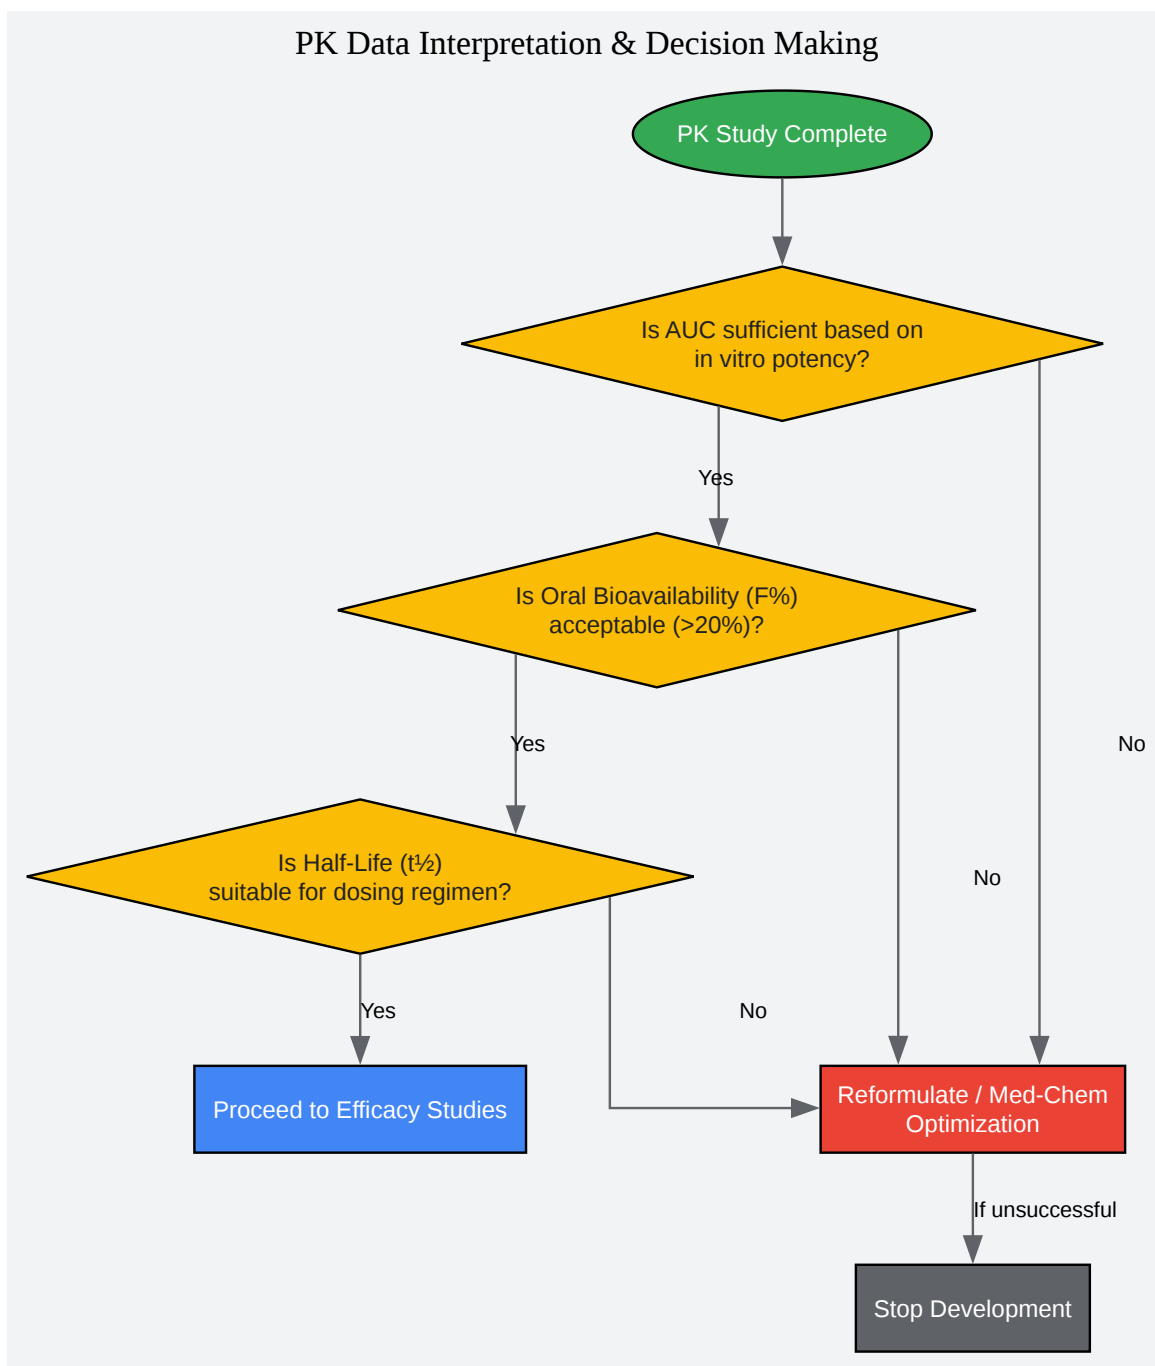 PK Data Interpretation & Decision Making
PK Study Complete
Is AUC sufficient based on
in vitro potency?
Yes
Is Oral Bioavailability (F%)
acceptable (>20%)?
Yes
No
Is Half-Life (t½)
suitable for dosing regimen?
No
Yes
No
Proceed to Efficacy Studies
Reformulate / Med-Chem
Optimization
If unsuccessful
Stop Development